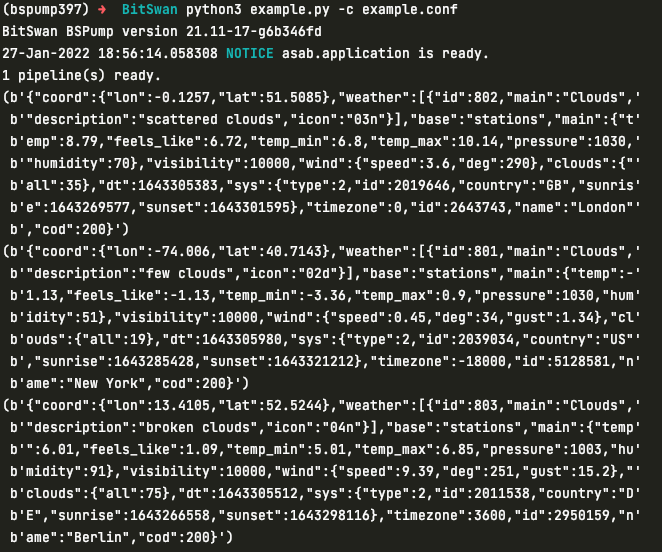 (bspump397) → BitSwan python3 example.py -c example.conf
BitSwan BSPump version 21.11-17-g6b346fd
27-Jan-2022 18:56:14.058308 NOTICE asab.application is ready.
1 pipeline(s) ready.
(b'{"coord":{"lon":-0.1257,"lat":51.5085},"weather":[{"id":802,"main":"Clouds",'
b'"description":"scattered clouds","icon":"03n"}],"base":"stations","main":{"t'
b'emp":8.79,"feels_like":6.72,"temp_min":6.8,"temp_max":10.14,"pressure":1030,'
b'"humidity":70},"visibility":10000,"wind":{"speed":3.6,"deg":290},"clouds":{"'
b'all":35},"dt":1643305383,"sys":{"type":2,"id":2019646,"country":"GB","sunris'
b'e":1643269577,"sunset":1643301595},"timezone":0,"id":2643743,"name":"London"'
b',"cod":200}')
(b'{"coord":{"lon":-74.006,"lat":40.7143},"weather":[{"id":801,"main":"Clouds",'
b'"description":"few clouds","icon":"02d"}],"base":"stations","main":{"temp":-'
b'1.13,"feels_like":-1.13,"temp_min":-3.36,"temp_max":0.9,"pressure":1030,"hum'
b'idity":51},"visibility":10000,"wind":{"speed":0.45,"deg":34,"gust":1.34},"cl'
b'ouds":{"all":19},"dt":1643305980,"sys":{"type":2,"id":2039034,"country":"US"'
b',"sunrise":1643285428,"sunset":1643321212},"timezone":-18000,"id":5128581,"n'
b'ame":"New York","cod":200}')
(b'{"coord":{"lon":13.4105,"lat":52.5244},"weather":[{"id":803,"main":"Clouds",'
b'"description":"broken clouds","icon":"04n"}],"base":"stations","main":{"temp'
b'":6.01,"feels_like":1.09,"temp_min":5.01,"temp_max":6.85,"pressure":1003,"hu'
b'midity":91},"visibility":10000,"wind":{"speed":9.39,"deg":251,"gust":15.2},"'
b'clouds":{"all":75},"dt":1643305512,"sys":{"type":2,"id":2011538,"country":"D'
b'E","sunrise":1643266558,"sunset":1643298116},"timezone":3600,"id":2950159,"n'
b'ame":"Berlin","cod":200}')